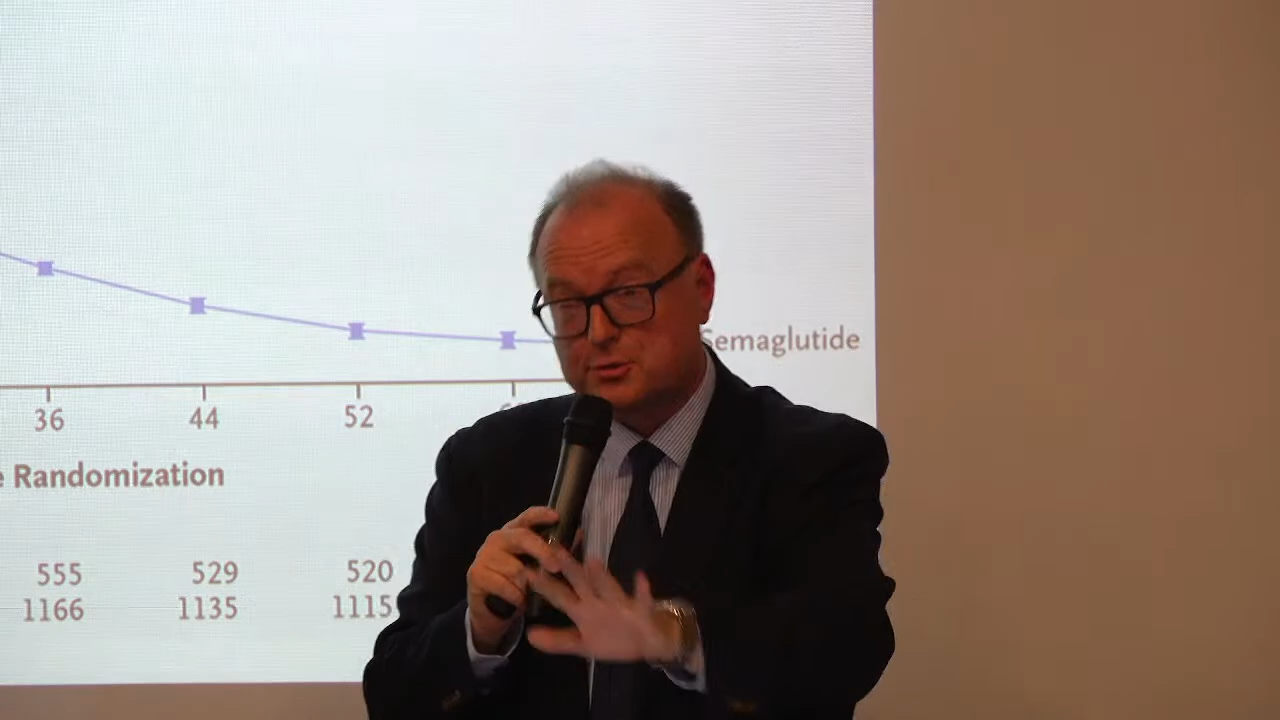 Semaglutide
36 44 52
Randomization
555 529 520
1166 1135 1115